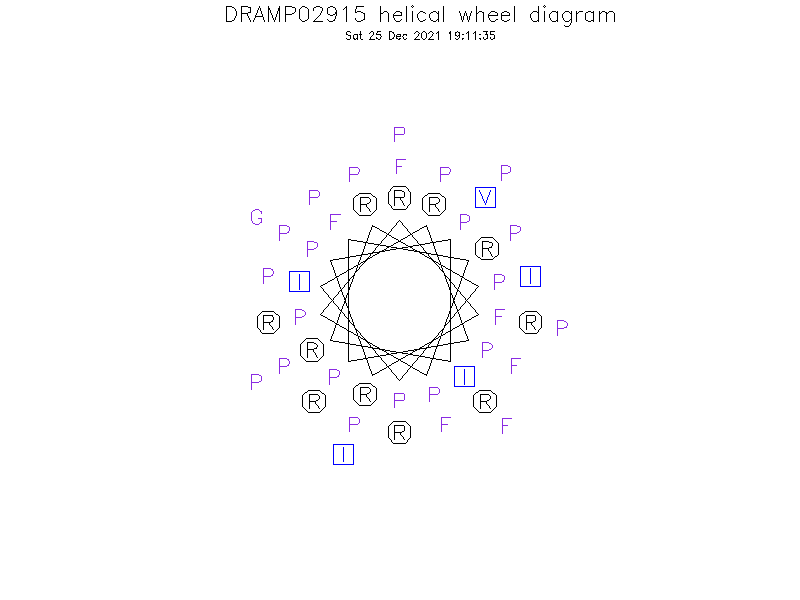 DRAMP02915 helical wheel diagram
Sat 25 Dec 2021 19:11:35
P
F
P P P
P R R R V
G F P
P P R P
P I P I
R P F R P
R P F
P P P I
R R P P R
P R F F
I